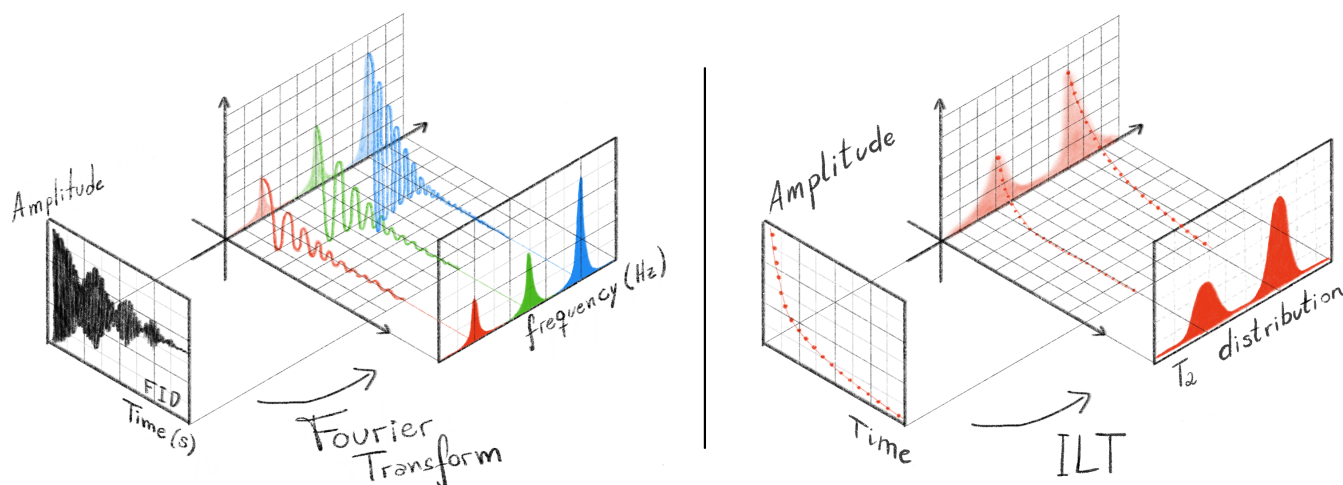 Amplitude
FID
Time (s)
frequency (Hz)
Fourier
Transform
Amplitude
Time
T₂ distribution
ILT